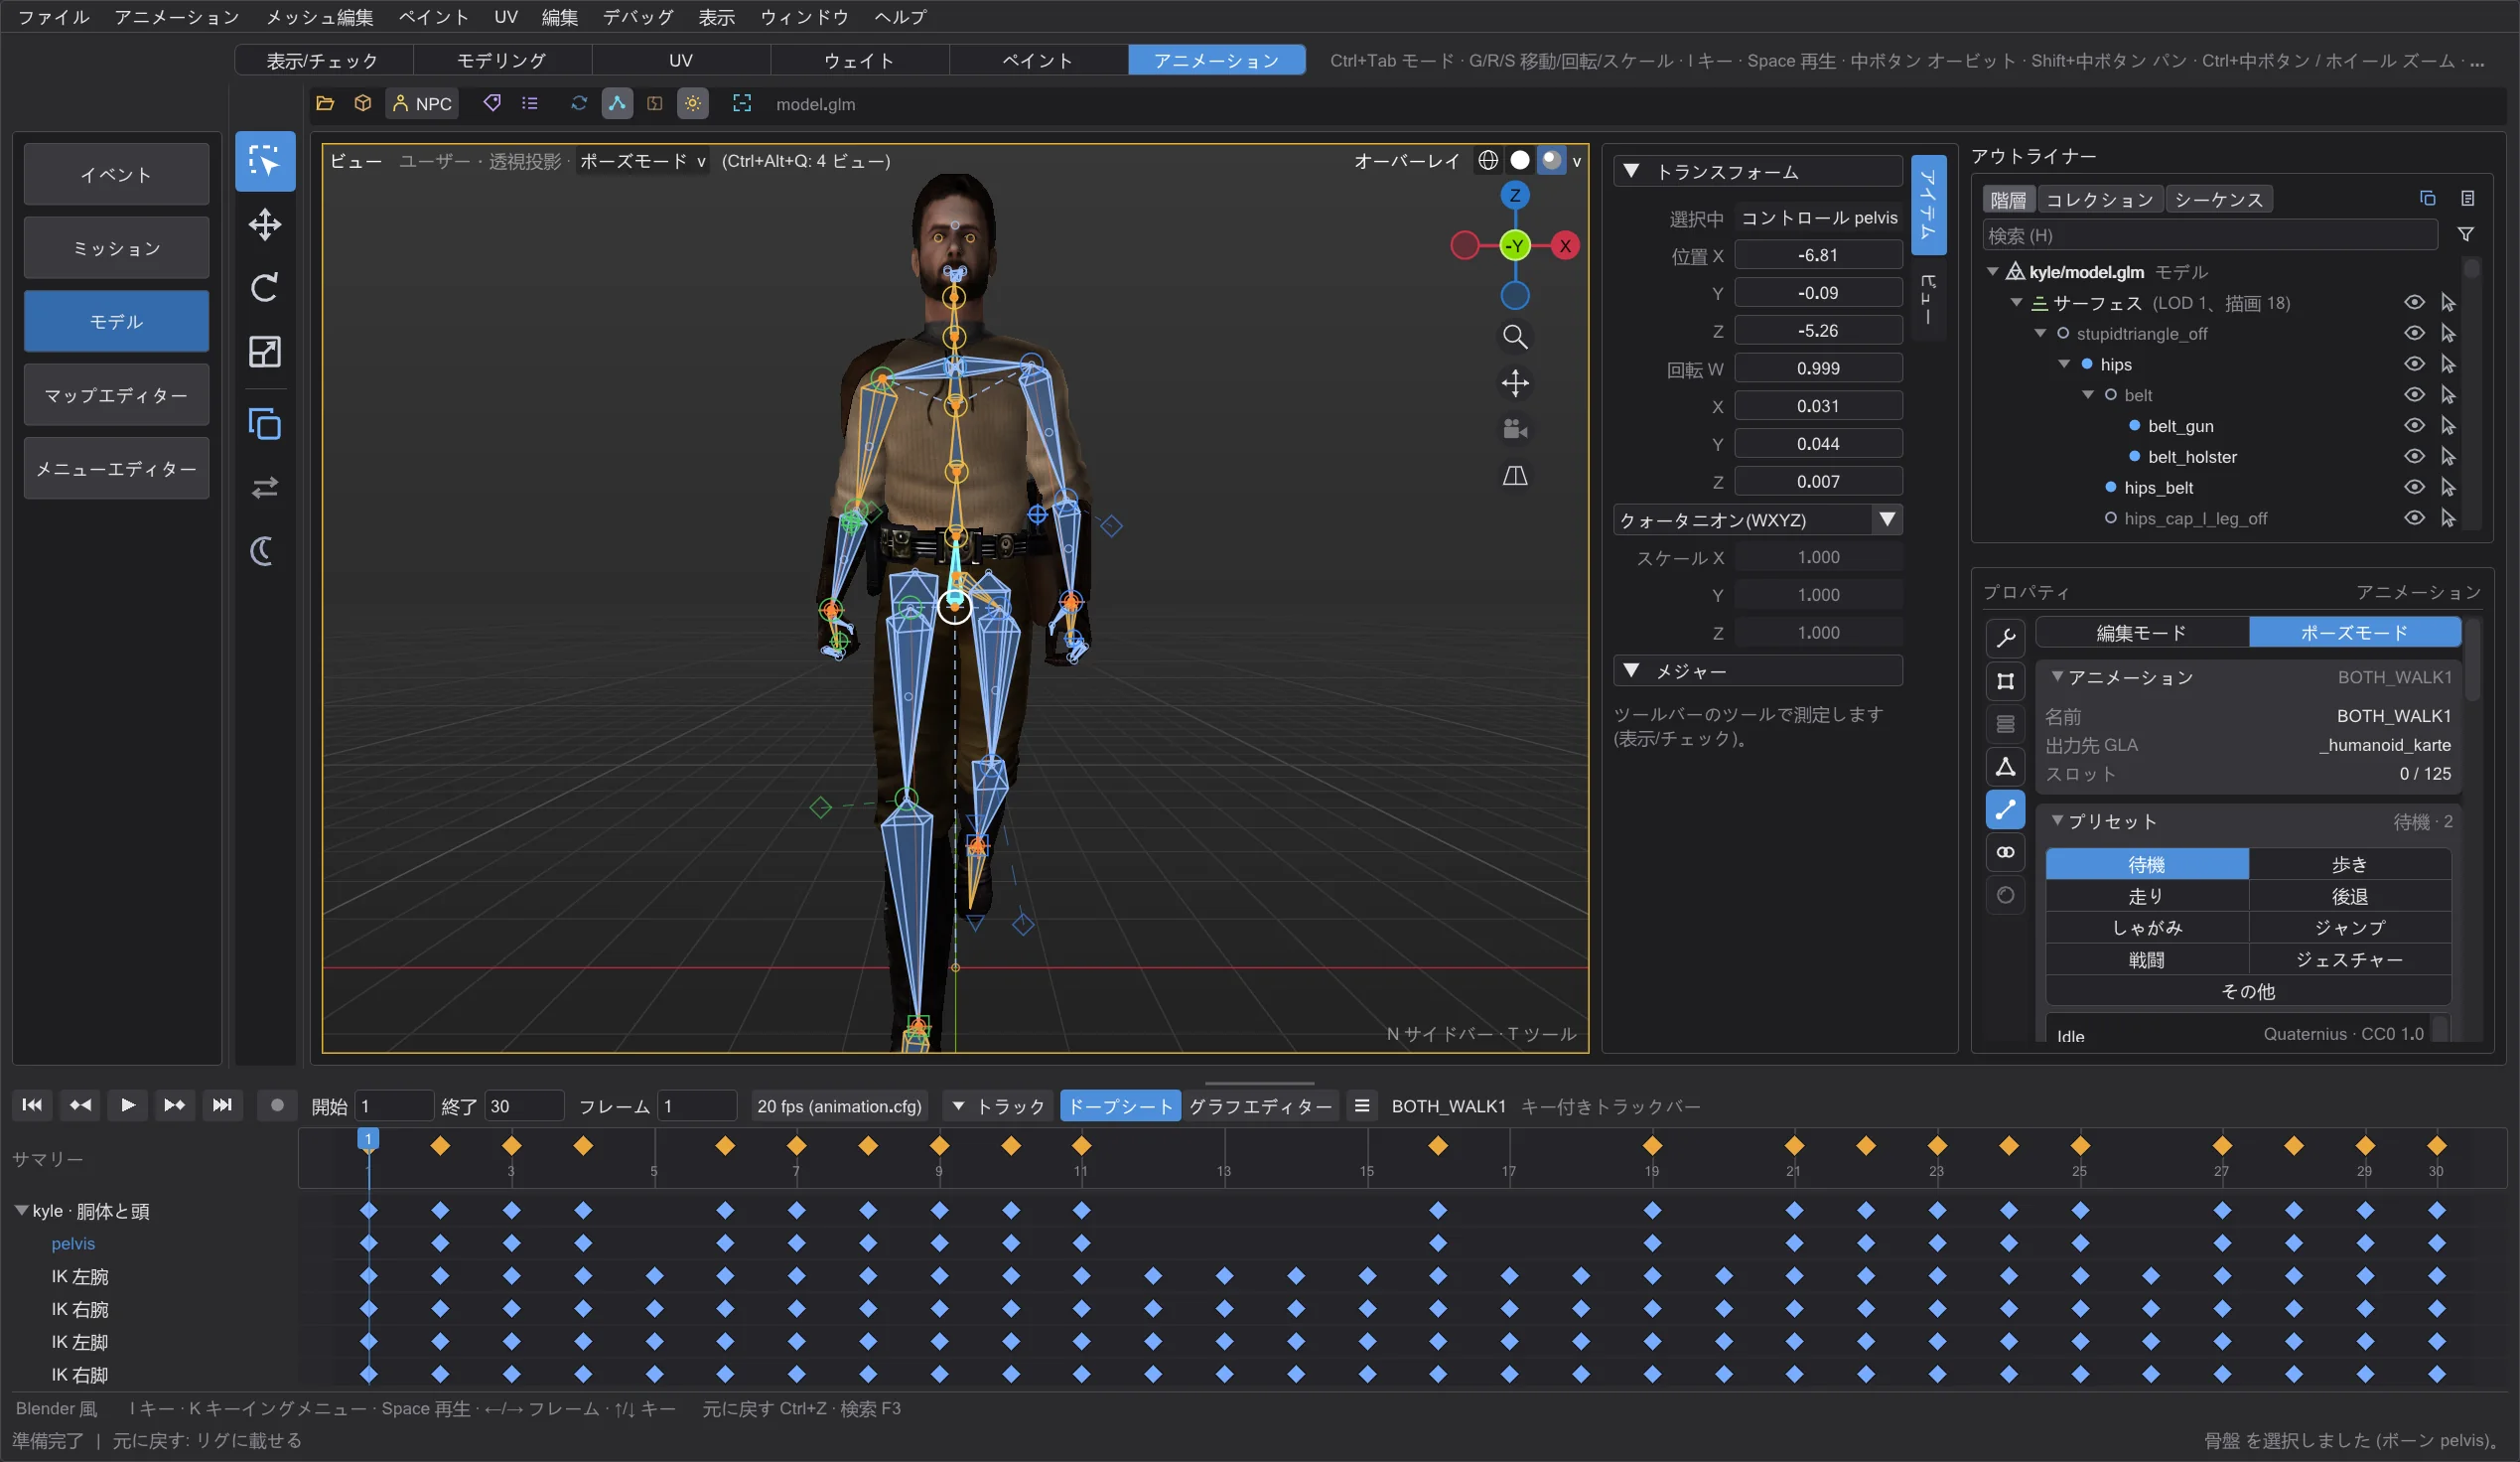 ファイル アニメーション メッシュ編集 ペイント UV 編集 デバッグ 表示 ウィンドウ ヘルプ
表示/チェック モデリング UV ウェイト ペイント アニメーション Ctrl+Tab モード · G/R/S 移動/回転/スケール · I キー · Space 再生 · 中ボタン オービット · Shift+中ボタン パン · Ctrl+中ボタン / ホイール ズーム · ...
NPC model.glm
イベント
ミッション
モデル
マップエディター
メニューエディター
ビュー ユーザー · 透視投影 · ポーズモード v (Ctrl+Alt+Q: 4 ビュー) オーバーレイ v
Z
-Y X
N サイドバー · T ツール
トランスフォーム
選択中 コントロール pelvis
位置 X -6.81
Y -0.09
Z -5.26
回転 W 0.999
X 0.031
Y 0.044
Z 0.007
クォータニオン(WXYZ)
スケール X 1.000
Y 1.000
Z 1.000
メジャー
ツールバーのツールで測定します
(表示/チェック)。
アイテム
ビュー
アウトライナー
階層 コレクション シーケンス
検索 (H)
kyle/model.glm モデル
サーフェス (LOD 1、描画 18)
stupidtriangle_off
hips
belt
belt_gun
belt_holster
hips_belt
hips_cap_l_leg_off
プロパティ アニメーション
編集モード ポーズモード
アニメーション BOTH_WALK1
名前 BOTH_WALK1
出力先 GLA _humanoid_karte
スロット 0 / 125
プリセット 待機 · 2
待機 歩き
走り 後退
しゃがみ ジャンプ
戦闘 ジェスチャー
その他
Idle Quaternius · CC0 1.0
開始 1 終了 30 フレーム 1 20 fps (animation.cfg) トラック ドープシート グラフエディター BOTH_WALK1 キー付きトラックバー
1
サマリー 3 5 7 9 11 13 15 17 19 21 23 25 27 29 30
kyle · 胴体と頭
pelvis
IK 左腕
IK 右腕
IK 左脚
IK 右脚
Blender 風 I キー · K キーイングメニュー · Space 再生 · ←/→ フレーム · ↑/↓ キー 元に戻す Ctrl+Z · 検索 F3
準備完了 | 元に戻す: リグに載せる 骨盤 を選択しました (ボーン pelvis)。